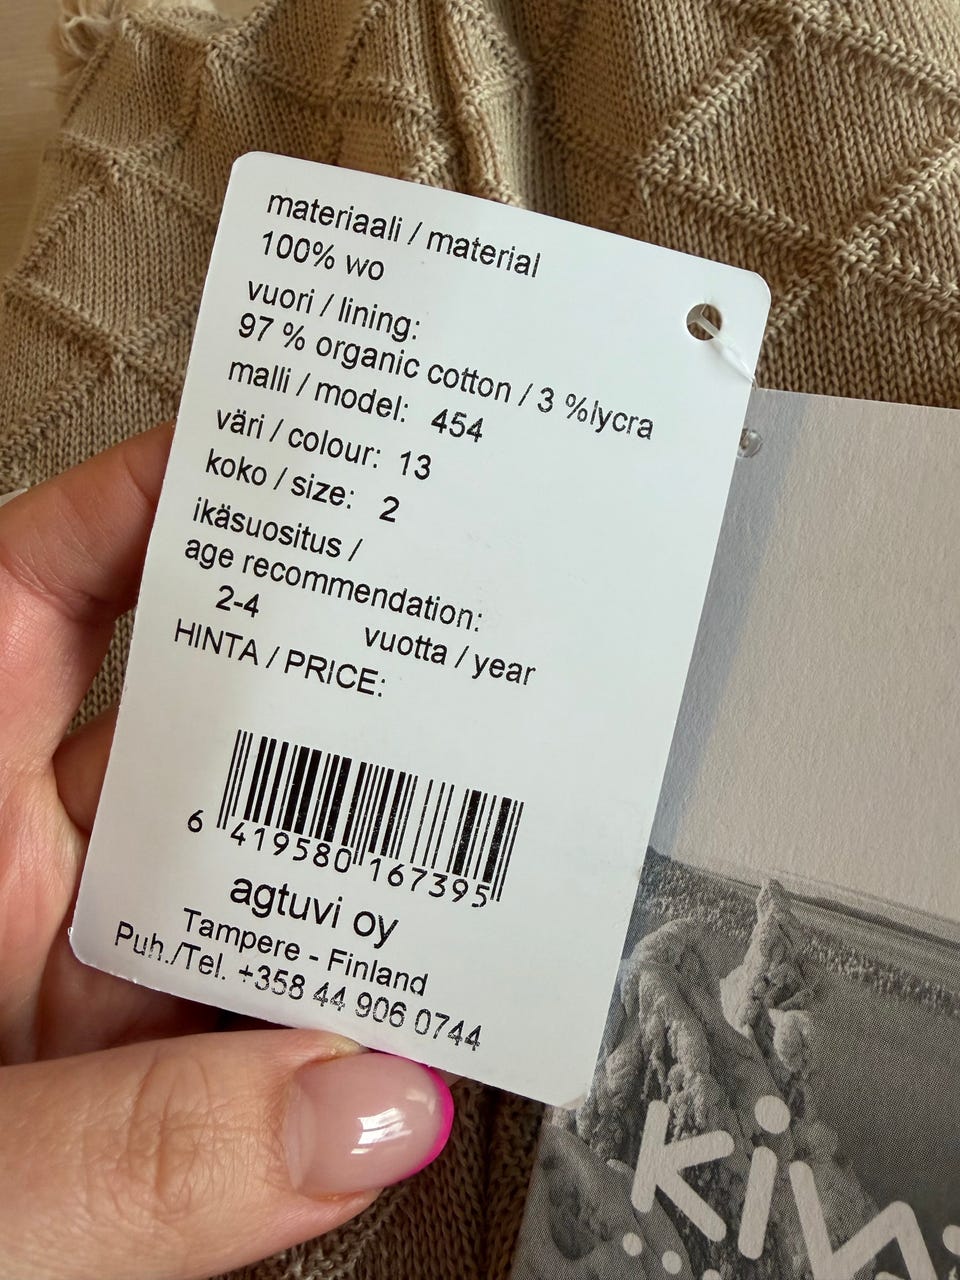 materiaali / material
100% wo
vuori / lining:
97 % organic cotton / 3 %lycra
malli / model: 454
väri / colour: 13
koko / size: 2
ikäsuositus /
age recommendation:
2-4 vuotta / year
HINTA / PRICE:
6 419580 167395
agtuvi oy
Tampere - Finland
Puh./Tel. +358 44 906 0744